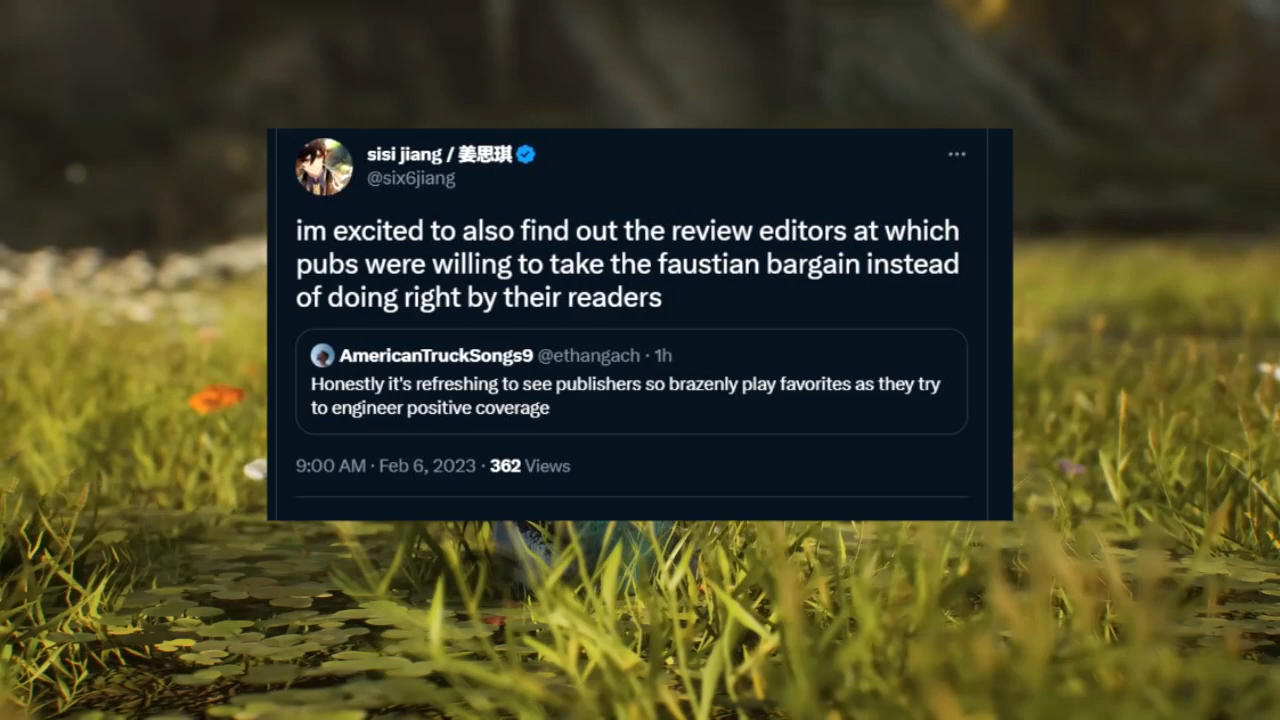 sisi jiang / 姜思琪
@six6jiang
im excited to also find out the review editors at which
pubs were willing to take the faustian bargain instead
of doing right by their readers
AmericanTruckSongs9 @ethangach · 1h
Honestly it's refreshing to see publishers so brazenly play favorites as they try
to engineer positive coverage
9:00 AM · Feb 6, 2023 · 362 Views